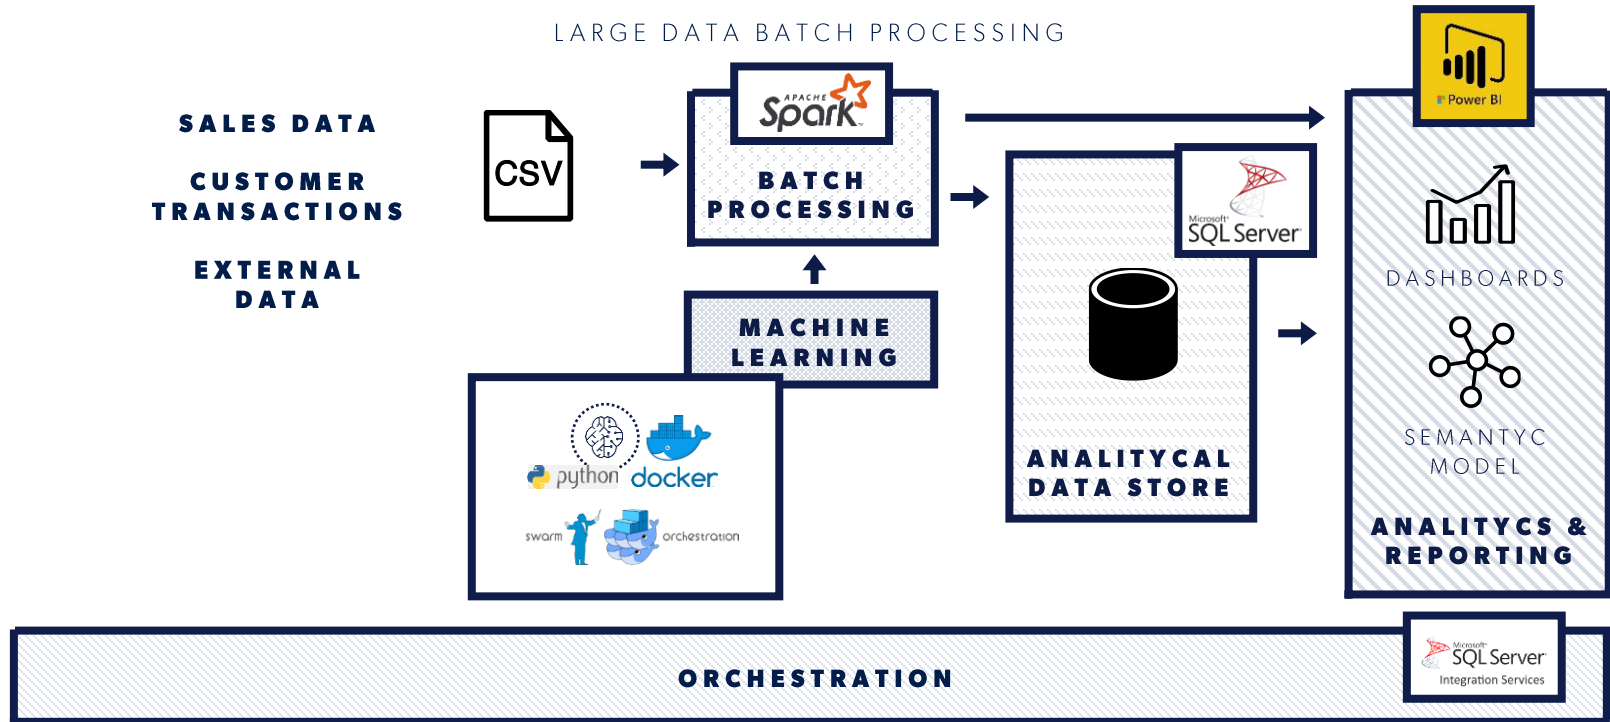 LARGE DATA BATCH PROCESSING
SALES DATA
CUSTOMER
TRANSACTIONS
EXTERNAL
DATA
CSV
APACHE
Spark™
BATCH
PROCESSING
MACHINE
LEARNING
python
docker
swarm
orchestration
Microsoft®
SQL Server®
ANALITYCAL
DATA STORE
Power BI
DASHBOARDS
SEMANTYC
MODEL
ANALITYCS &
REPORTING
ORCHESTRATION
Microsoft®
SQL Server®
Integration Services